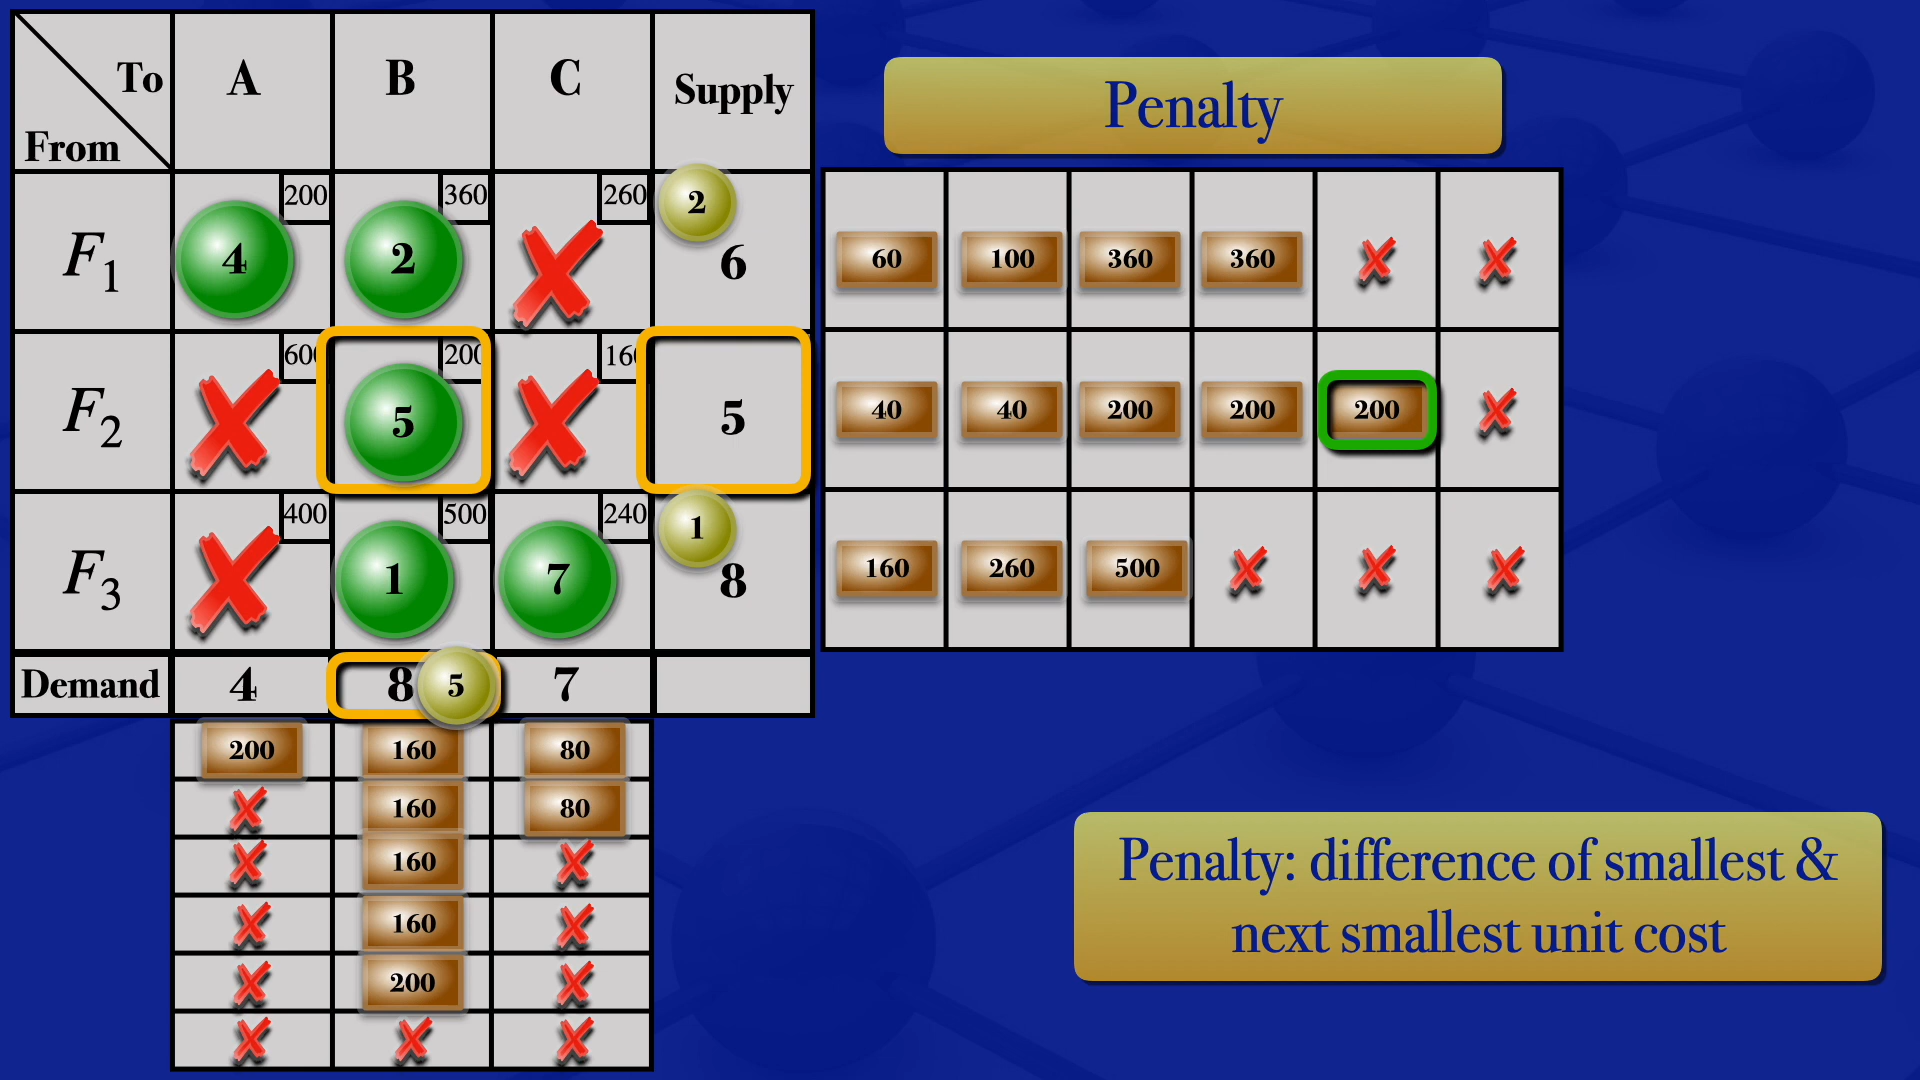 To
From
A B C Supply
F1 4 200 2 360 260 2 6
F2 600 5 200 160 5
F3 400 1 500 7 240 1 8
Demand 4 8 5 7
200 160 80
160 80
160
160
200
Penalty
60 100 360 360
40 40 200 200 200
160 260 500
Penalty: difference of smallest &
next smallest unit cost